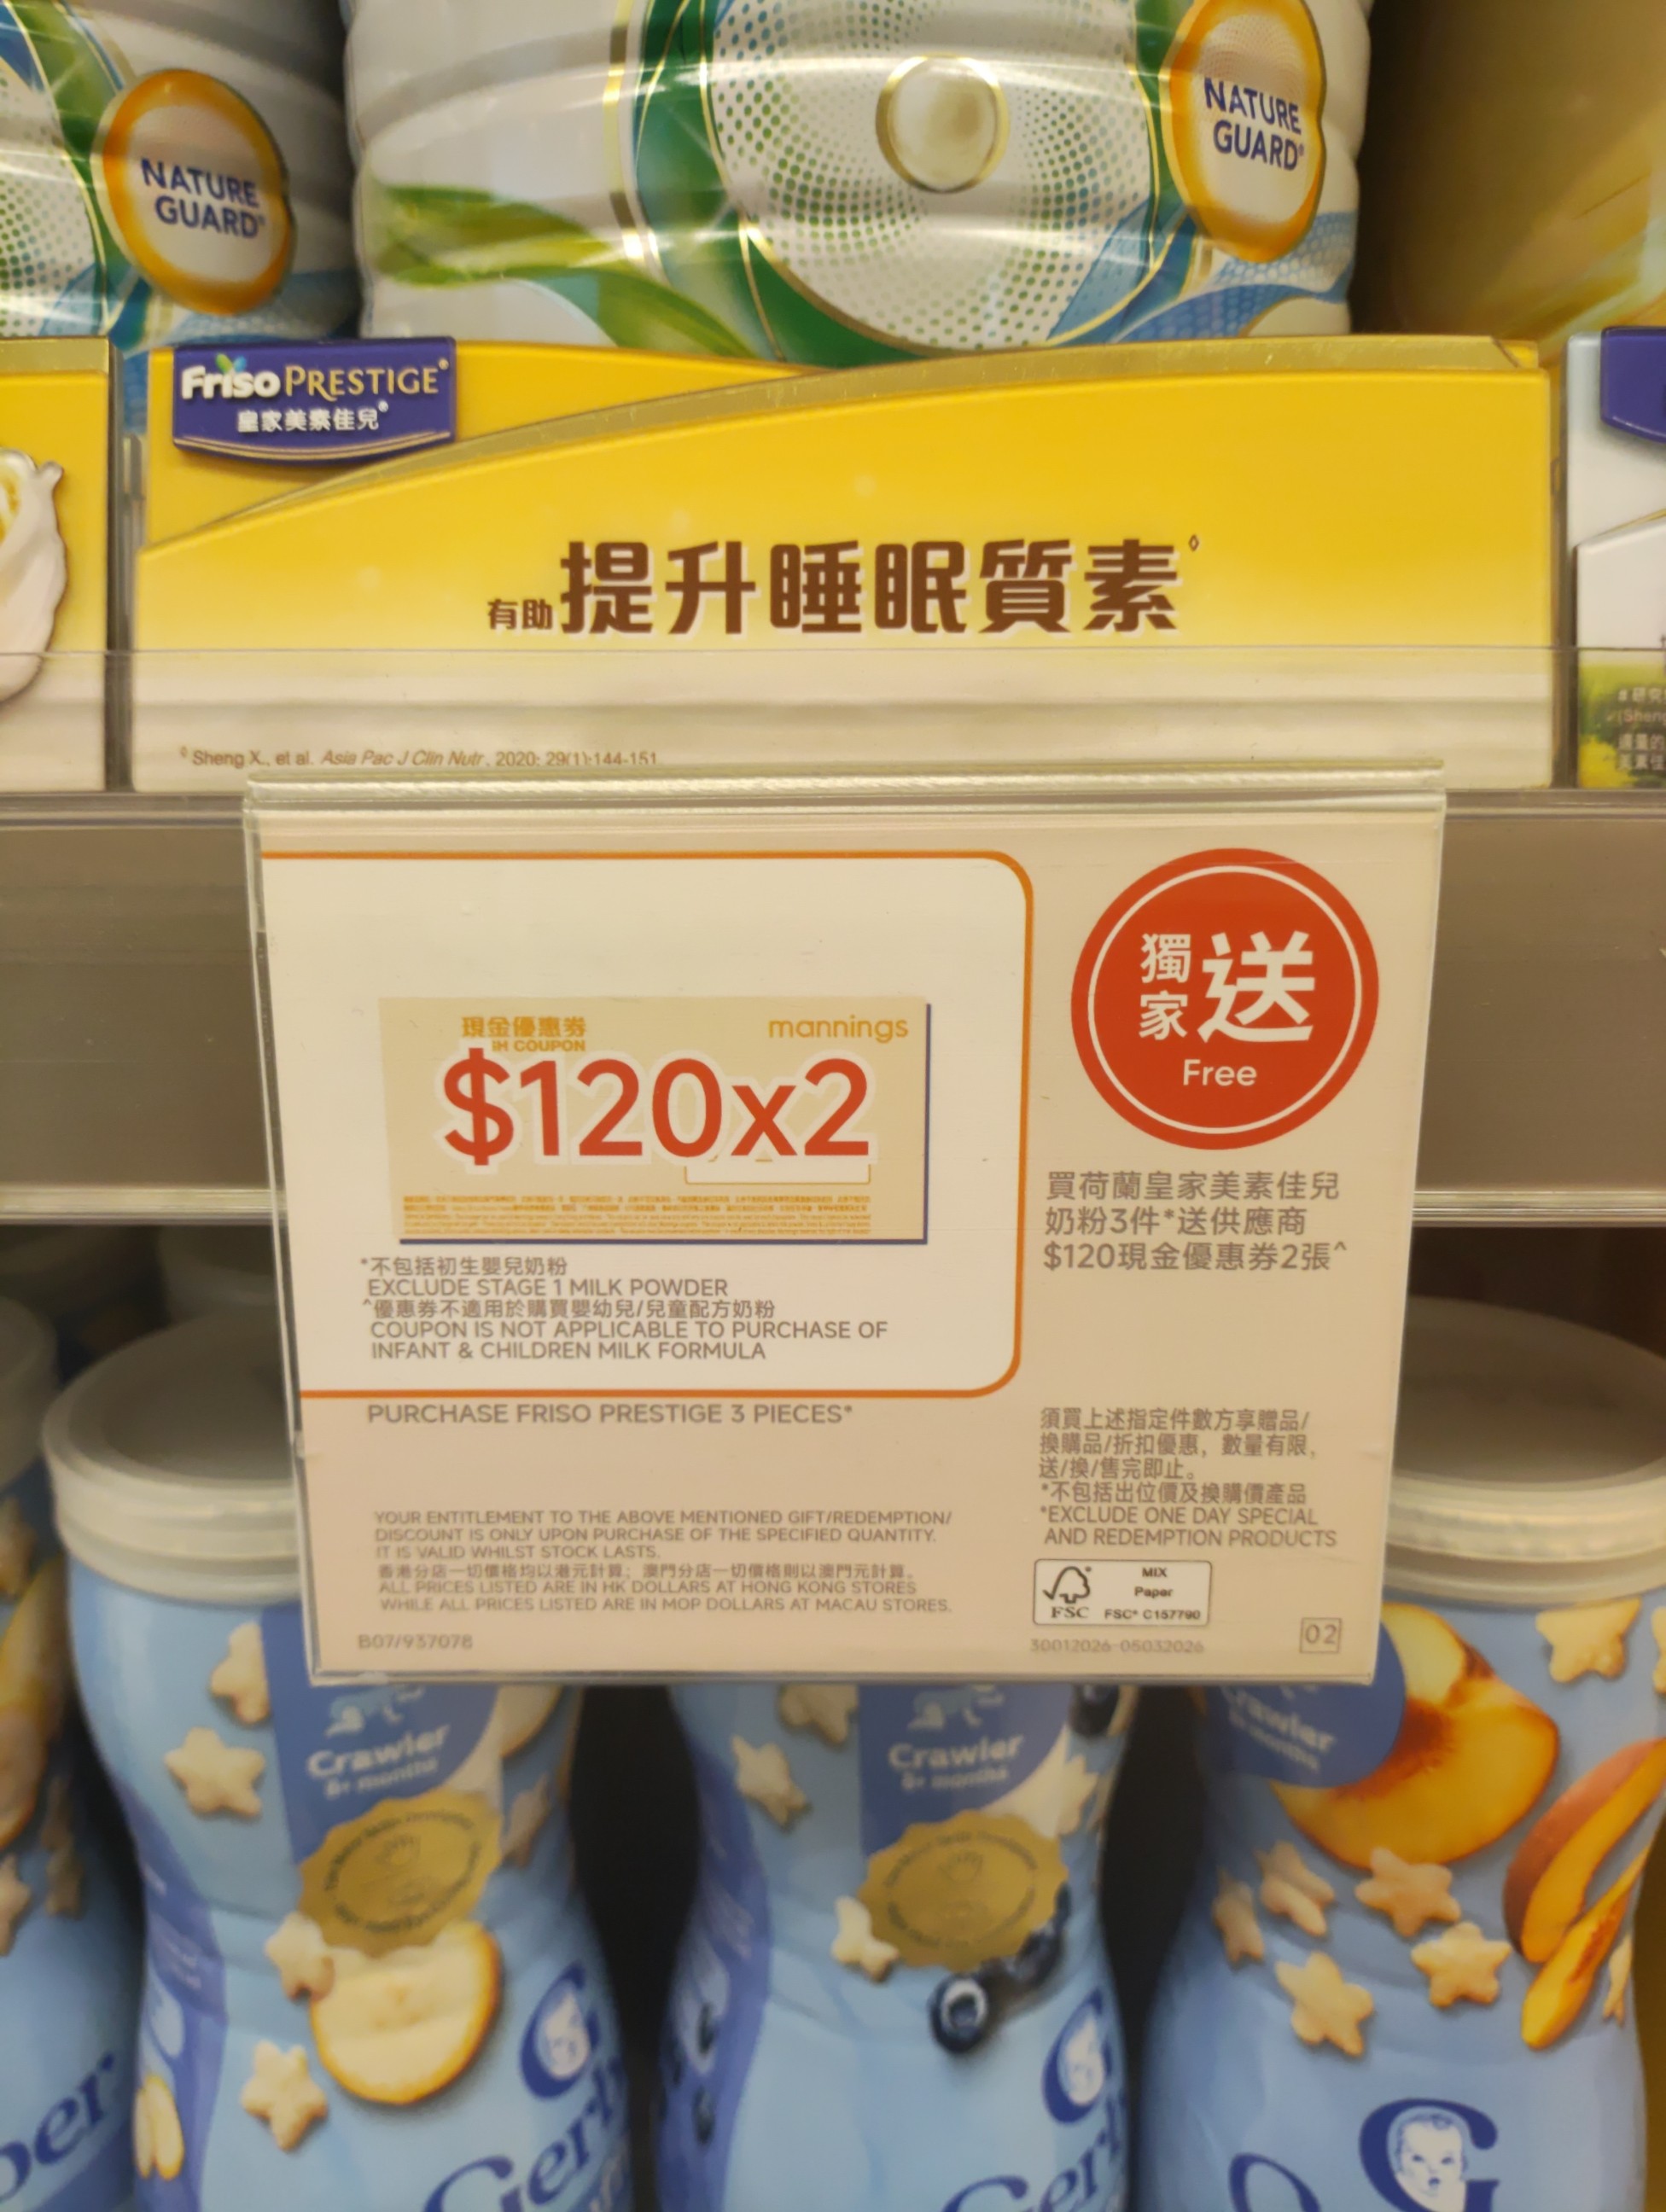 NATURE
GUARD®
NATURE
GUARD®
Friso PRESTIGE®
皇家美素佳兒®
有助提升睡眠質素◊
◊ Sheng X., et al. Asia Pac J Clin Nutr. 2020; 29(1):144-151.
現金優惠券
mannings
COUPON
$120x2
獨家送
Free
買荷蘭皇家美素佳兒
奶粉3件*送供應商
$120現金優惠券2張^
*不包括初生嬰兒奶粉
EXCLUDE STAGE 1 MILK POWDER
^優惠券不適用於購買嬰幼兒/兒童配方奶粉
COUPON IS NOT APPLICABLE TO PURCHASE OF
INFANT & CHILDREN MILK FORMULA
PURCHASE FRISO PRESTIGE 3 PIECES*
須買上述指定件數方享贈品/
換購品/折扣優惠，數量有限，
送/換/售完即止。
*不包括出位價及換購價產品
*EXCLUDE ONE DAY SPECIAL
AND REDEMPTION PRODUCTS
YOUR ENTITLEMENT TO THE ABOVE MENTIONED GIFT/REDEMPTION/
DISCOUNT IS ONLY UPON PURCHASE OF THE SPECIFIED QUANTITY.
IT IS VALID WHILST STOCK LASTS.
香港分店一切價格均以港元計算；澳門分店一切價格則以澳門元計算。
ALL PRICES LISTED ARE IN HK DOLLARS AT HONG KONG STORES
WHILE ALL PRICES LISTED ARE IN MOP DOLLARS AT MACAU STORES.
FSC
MIX
Paper
FSC® C157790
B07/937078
30012026-05032026
02
Crawler
8+ months
Crawler
8+ months
Crawler
months
G